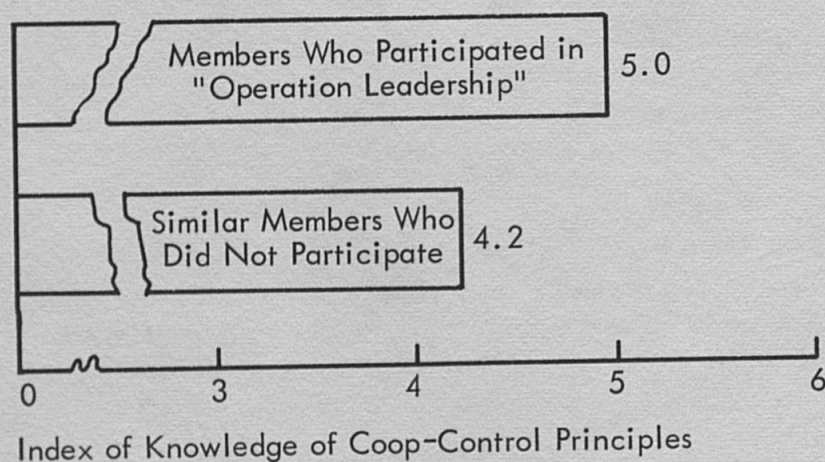 Members Who Participated in
"Operation Leadership"
5.0
Similar Members Who
Did Not Participate
4.2
0 3 4 5 6
Index of Knowledge of Coop-Control Principles